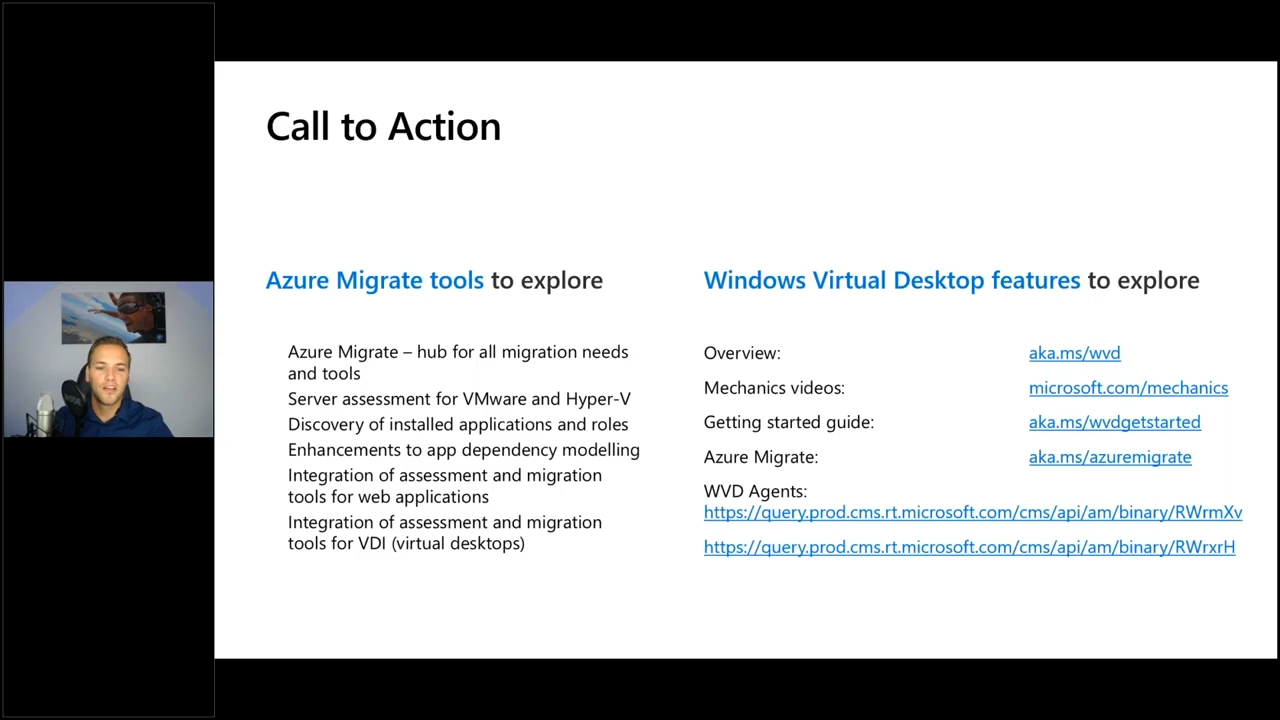 Call to Action
Azure Migrate tools to explore
Azure Migrate – hub for all migration needs
and tools
Server assessment for VMware and Hyper-V
Discovery of installed applications and roles
Enhancements to app dependency modelling
Integration of assessment and migration
tools for web applications
Integration of assessment and migration
tools for VDI (virtual desktops)
Windows Virtual Desktop features to explore
Overview: aka.ms/wvd
Mechanics videos: microsoft.com/mechanics
Getting started guide: aka.ms/wvdgetstarted
Azure Migrate: aka.ms/azuremigrate
WVD Agents:
https://query.prod.cms.rt.microsoft.com/cms/api/am/binary/RWrmXv
https://query.prod.cms.rt.microsoft.com/cms/api/am/binary/RWrxrH